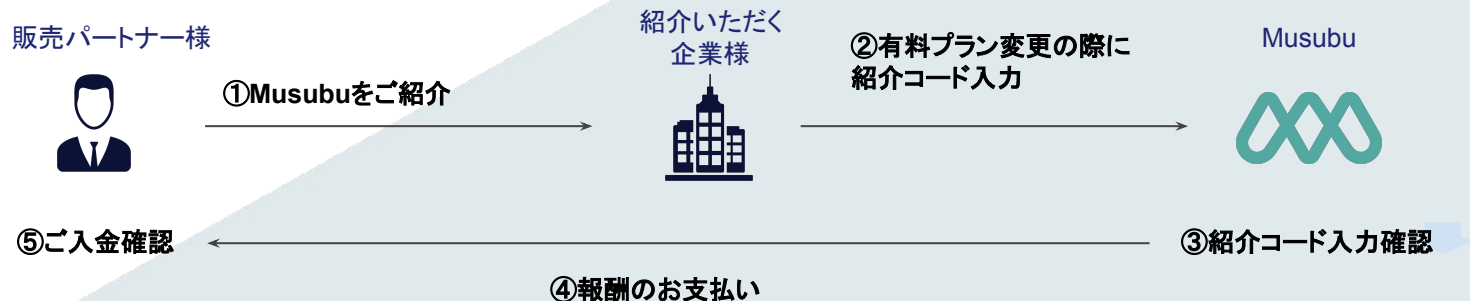 販売パートナー様
紹介いただく
企業様
Musubu
①Musubuをご紹介
②有料プラン変更の際に
紹介コード入力
③紹介コード入力確認
④報酬のお支払い
⑤ご入金確認